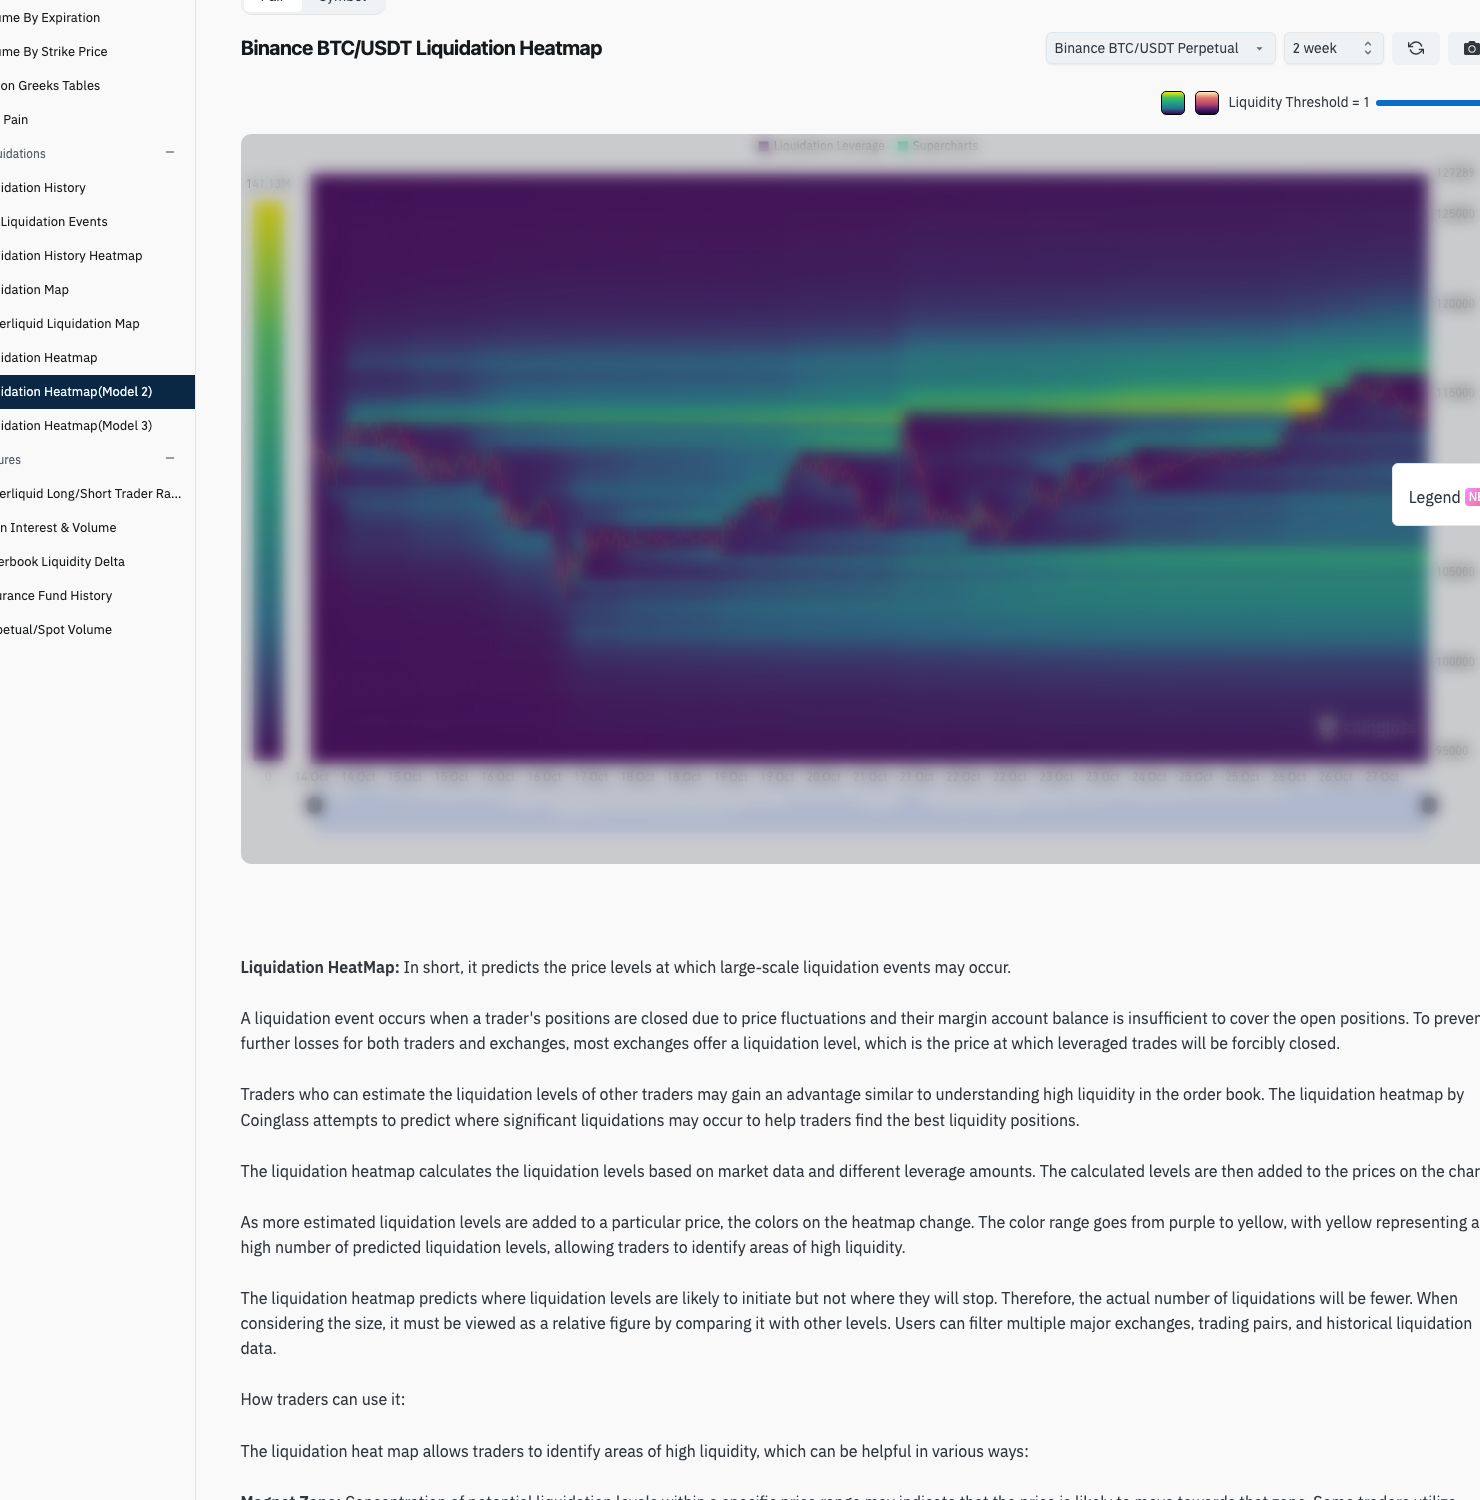 me By Expiration
me By Strike Price
on Greeks Tables
Pain
uidations
idation History
Liquidation Events
idation History Heatmap
idation Map
erliquid Liquidation Map
idation Heatmap
idation Heatmap(Model 2)
idation Heatmap(Model 3)
ures
erliquid Long/Short Trader Ra...
n Interest & Volume
erbook Liquidity Delta
urance Fund History
petual/Spot Volume
Binance BTC/USDT Liquidation Heatmap
Binance BTC/USDT Perpetual
2 week
Liquidity Threshold = 1
Liquidation Leverage
Supercharts
127289
125000
120000
115000
105000
100000
95000
0
Legend
Liquidation HeatMap: In short, it predicts the price levels at which large-scale liquidation events may occur.
A liquidation event occurs when a trader's positions are closed due to price fluctuations and their margin account balance is insufficient to cover the open positions. To preven
further losses for both traders and exchanges, most exchanges offer a liquidation level, which is the price at which leveraged trades will be forcibly closed.
Traders who can estimate the liquidation levels of other traders may gain an advantage similar to understanding high liquidity in the order book. The liquidation heatmap by
Coinglass attempts to predict where significant liquidations may occur to help traders find the best liquidity positions.
The liquidation heatmap calculates the liquidation levels based on market data and different leverage amounts. The calculated levels are then added to the prices on the char
As more estimated liquidation levels are added to a particular price, the colors on the heatmap change. The color range goes from purple to yellow, with yellow representing a
high number of predicted liquidation levels, allowing traders to identify areas of high liquidity.
The liquidation heatmap predicts where liquidation levels are likely to initiate but not where they will stop. Therefore, the actual number of liquidations will be fewer. When
considering the size, it must be viewed as a relative figure by comparing it with other levels. Users can filter multiple major exchanges, trading pairs, and historical liquidation
data.
How traders can use it:
The liquidation heat map allows traders to identify areas of high liquidity, which can be helpful in various ways: